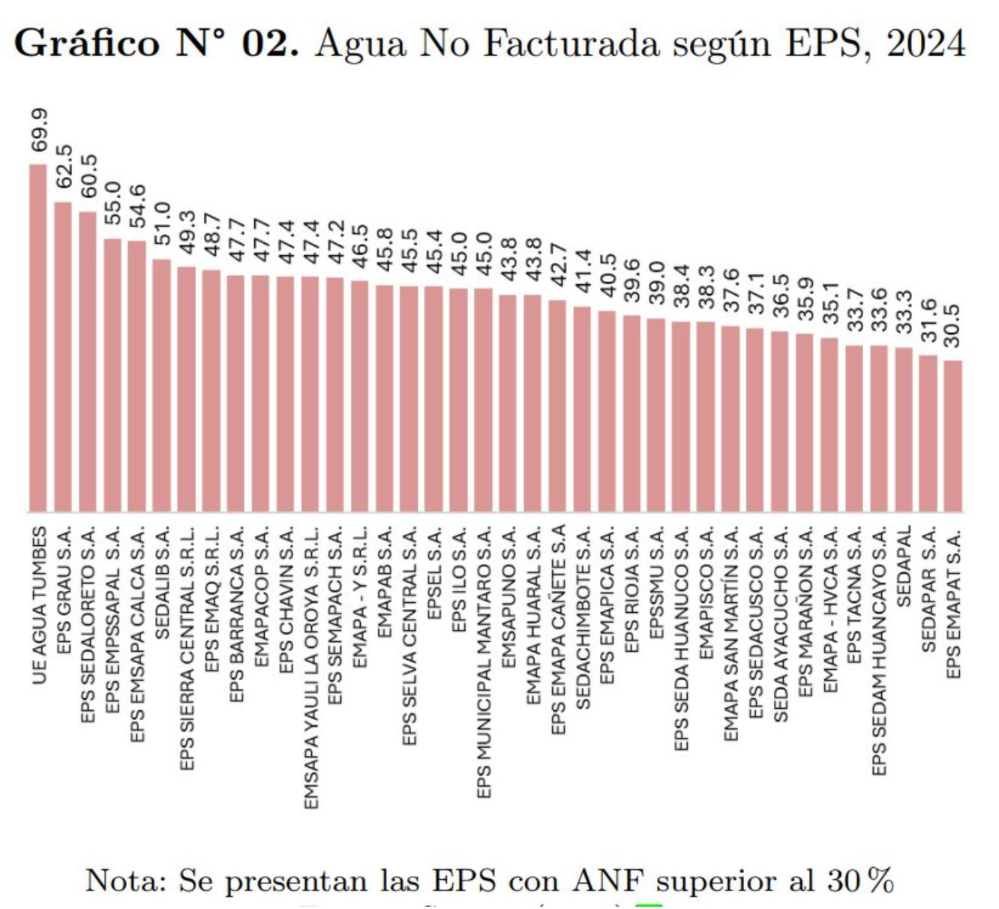 Gráfico N° 02. Agua No Facturada según EPS, 2024
69.9
62.5
60.5
55.0
54.6
51.0
49.3
48.7
47.7
47.7
47.4
47.4
47.2
46.5
45.8
45.5
45.4
45.0
45.0
43.8
43.8
42.7
41.4
40.5
39.6
39.0
38.4
38.3
37.6
37.1
36.5
35.9
35.1
33.7
33.6
33.3
31.6
30.5
UE AGUA TUMBES
EPS GRAU S.A.
EPS SEDALORETO S.A.
EPS EMPSSAPAL S.A.
EPS EMSAPA CALCA S.A.
SEDALIB S.A.
EPS SIERRA CENTRAL S.R.L.
EPS EMAQ S.R.L.
EPS BARRANCA S.A.
EMAPACOP S.A.
EPS CHAVIN S.A.
EMSAPA YAULI LA OROYA S.R.L.
EPS SEMAPACH S.A.
EMAPA - Y S.R.L.
EMAPAB S.A.
EPS SELVA CENTRAL S.A.
EPSEL S.A.
EPS ILO S.A.
EPS MUNICIPAL MANTARO S.A.
EMSAPUNO S.A.
EMAPA HUARAL S.A.
EPS EMAPA CAÑETE S.A
SEDACHIMBOTE S.A.
EPS EMAPICA S.A.
EPS RIOJA S.A.
EPSSMU S.A.
EPS SEDA HUANUCO S.A.
EMAPISCO S.A.
EMAPA SAN MARTÍN S.A.
EPS SEDACUSCO S.A.
SEDA AYACUCHO S.A.
EPS MARAÑON S.A.
EMAPA - HVCA S.A.
EPS TACNA S.A.
EPS SEDAM HUANCAYO S.A.
SEDAPAL
SEDAPAR S.A.
EPS EMAPAT S.A.
Nota: Se presentan las EPS con ANF superior al 30 %